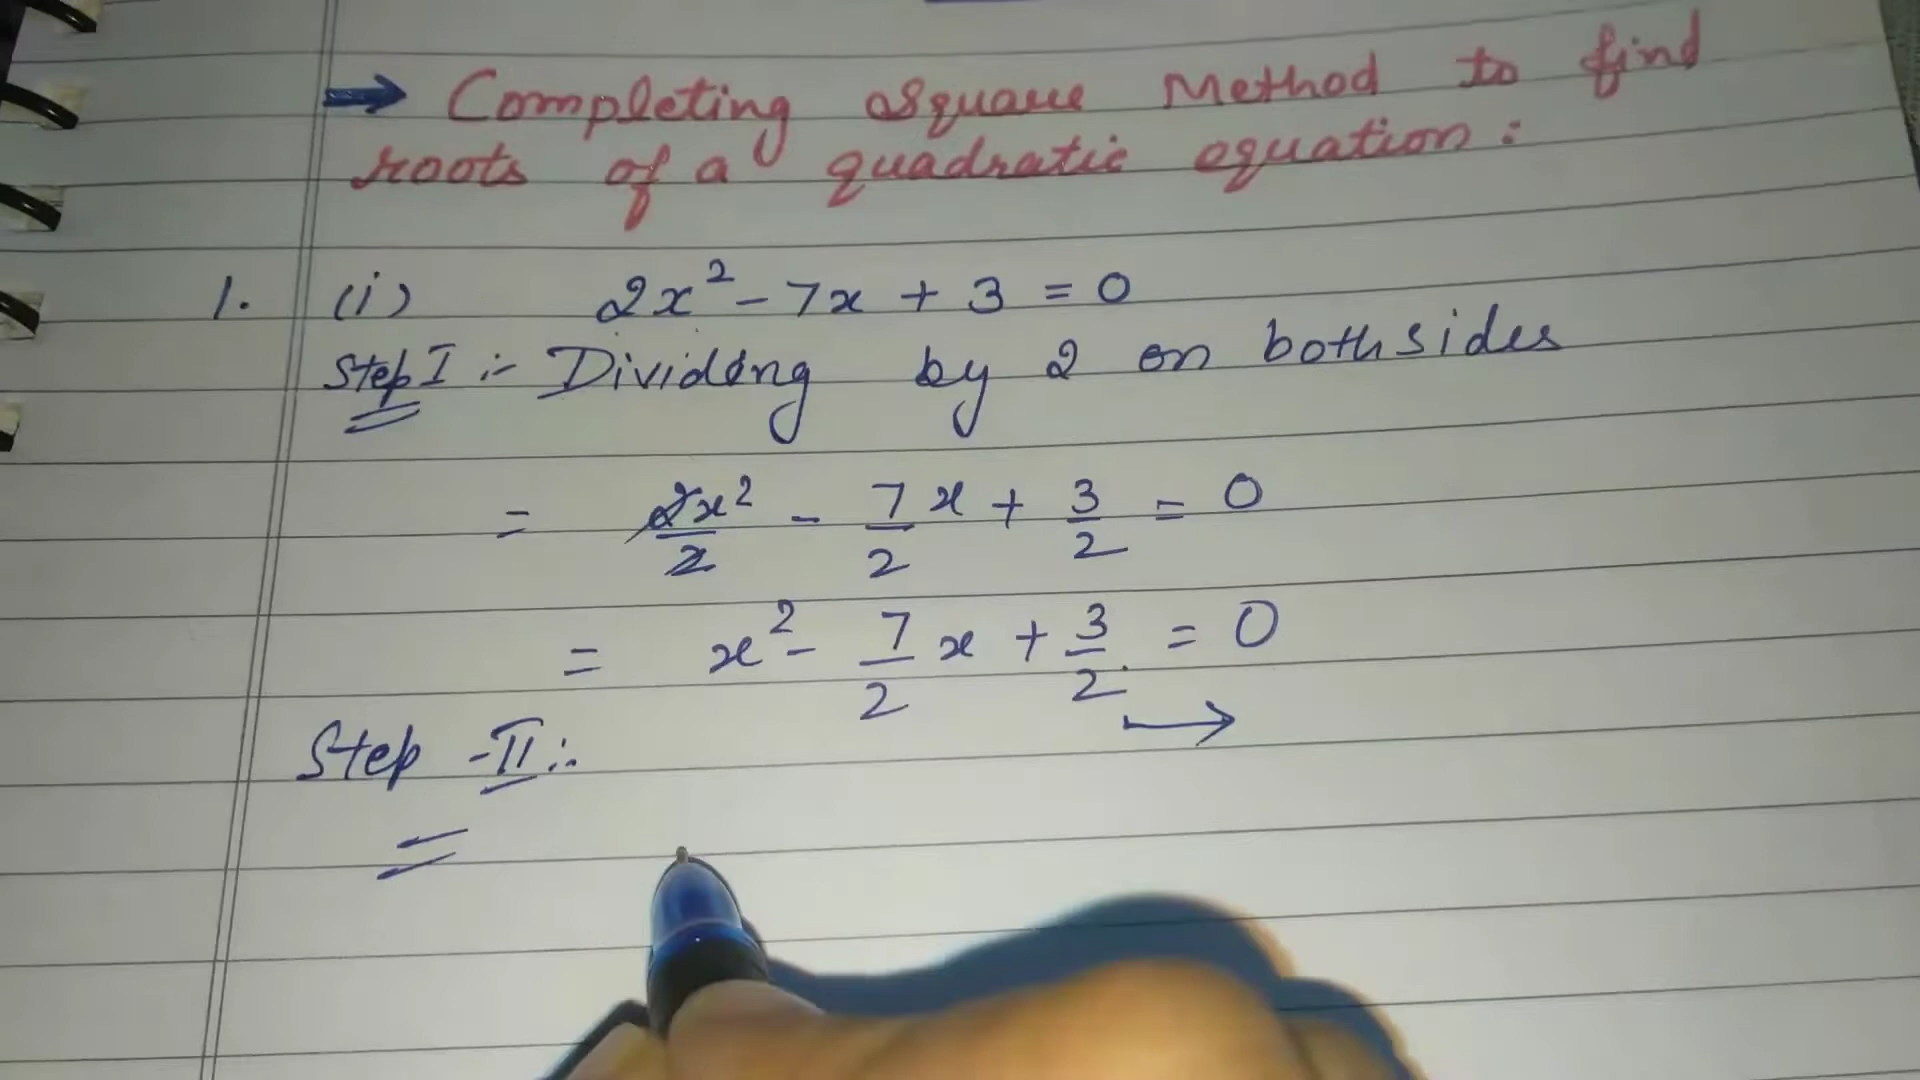 → Completing square Method to find
roots of a quadratic equation:
1. (i) 2x² - 7x + 3 = 0
Step I :- Dividing by 2 on both sides
= 2x²/2 - 7/2 x + 3/2 = 0
= x² - 7/2 x + 3/2 = 0
→
Step -II :-